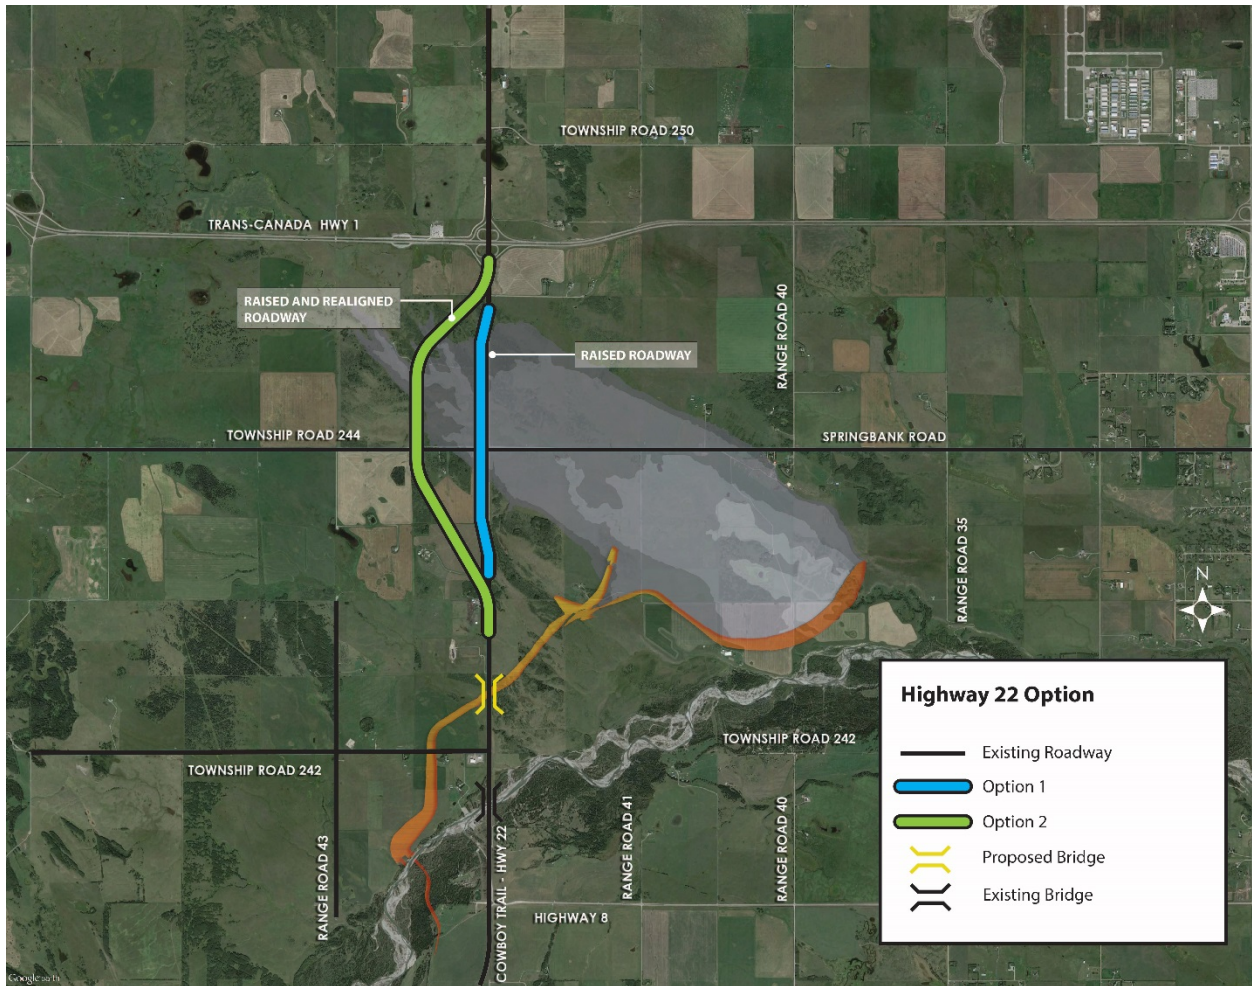 TOWNSHIP ROAD 250
TRANS-CANADA HWY 1
RAISED AND REALIGNED
ROADWAY
RANGE ROAD 40
RAISED ROADWAY
TOWNSHIP ROAD 244
SPRINGBANK ROAD
RANGE ROAD 35
N
Highway 22 Option
Existing Roadway
Option 1
Option 2
Proposed Bridge
Existing Bridge
TOWNSHIP ROAD 242
TOWNSHIP ROAD 242
RANGE ROAD 43
COWBOY TRAIL - HWY 22
RANGE ROAD 41
RANGE ROAD 40
HIGHWAY 8
Google earth